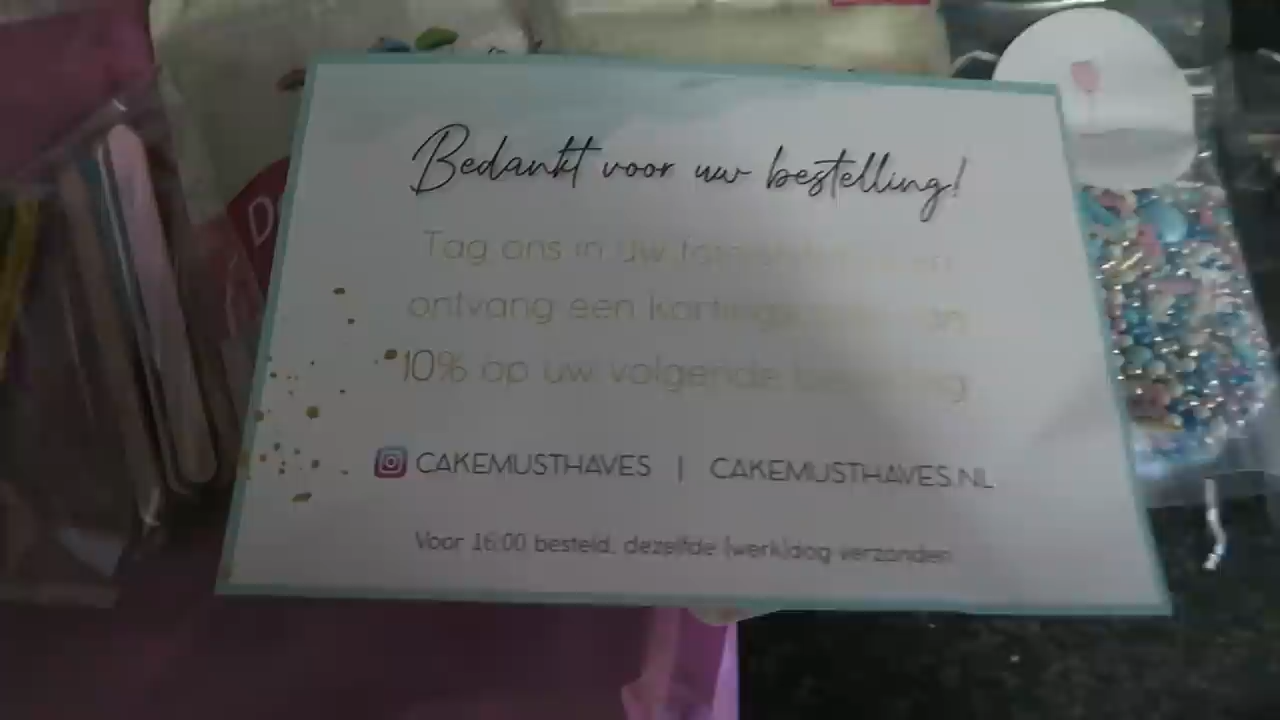 Bedankt voor uw bestelling!
Tag ans in uw
ontvang een
10% op uw volgende
CAKEMUSTHAVES | CAKEMUSTHAVES.NL
Voor 16:00 besteld, dezelfde (werk)dag verzonden
D